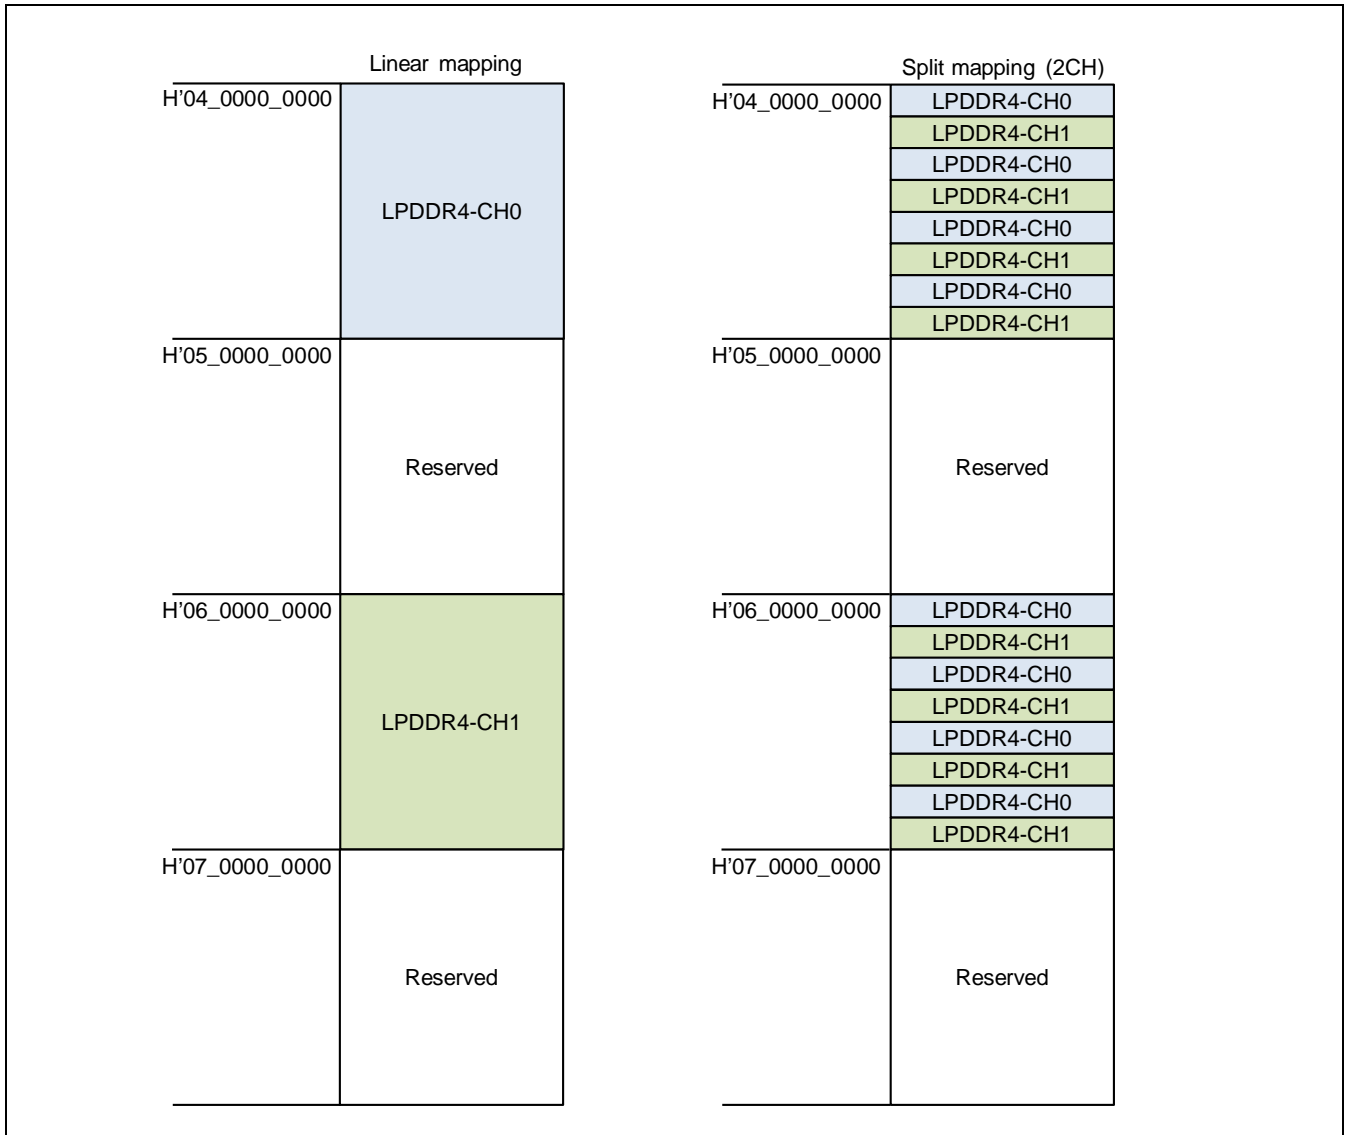 Linear mapping
H’04_0000_0000
LPDDR4-CH0
H’05_0000_0000
Reserved
H’06_0000_0000
LPDDR4-CH1
H’07_0000_0000
Reserved
Split mapping (2CH)
H’04_0000_0000
LPDDR4-CH0
LPDDR4-CH1
LPDDR4-CH0
LPDDR4-CH1
LPDDR4-CH0
LPDDR4-CH1
LPDDR4-CH0
LPDDR4-CH1
H’05_0000_0000
Reserved
H’06_0000_0000
LPDDR4-CH0
LPDDR4-CH1
LPDDR4-CH0
LPDDR4-CH1
LPDDR4-CH0
LPDDR4-CH1
LPDDR4-CH0
LPDDR4-CH1
H’07_0000_0000
Reserved